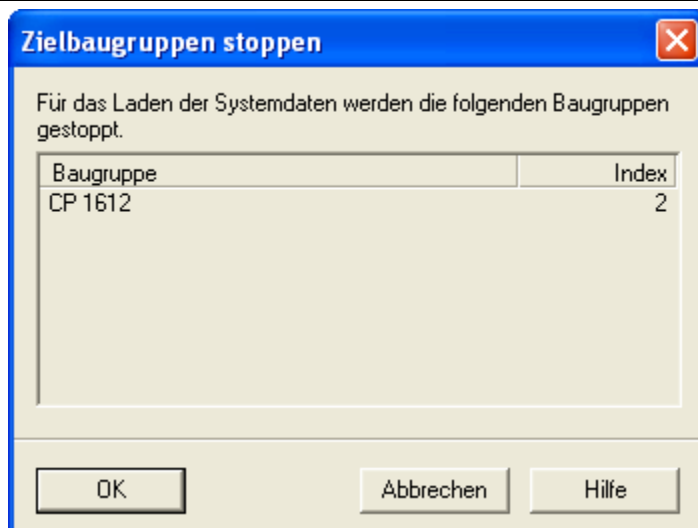 Zielbaugruppen stoppen
Für das Laden der Systemdaten werden die folgenden Baugruppen
gestoppt.
Baugruppe Index
CP 1612 2
OK Abbrechen Hilfe